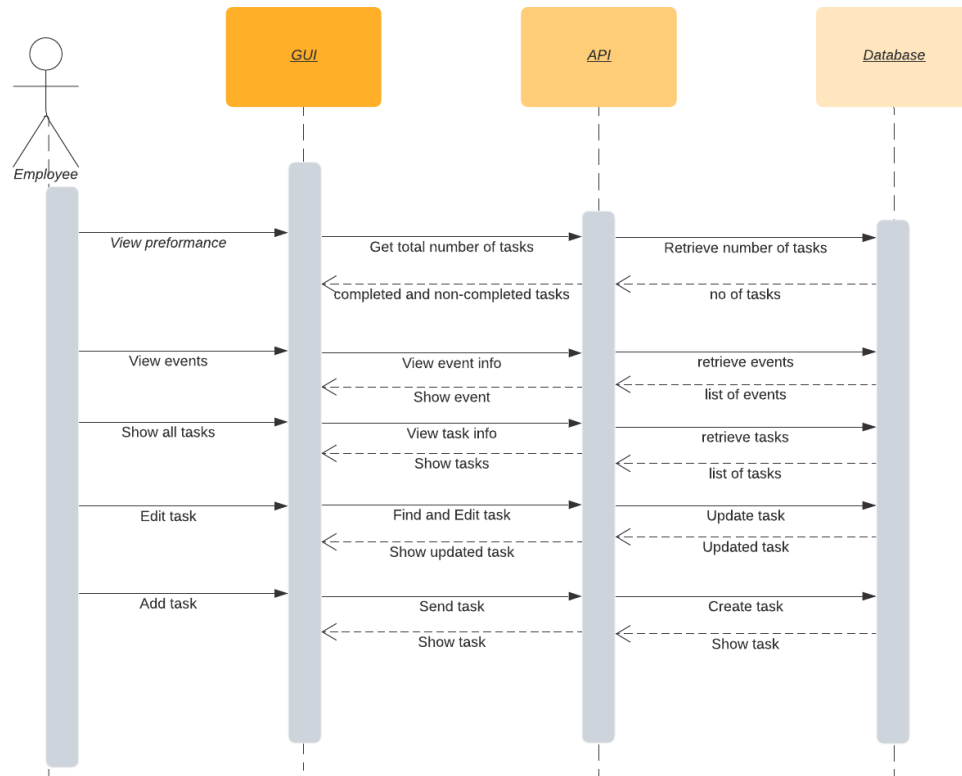 GUI
API
Database
Employee
View preformance
Get total number of tasks
Retrieve number of tasks
completed and non-completed tasks
no of tasks
View events
View event info
retrieve events
Show event
list of events
Show all tasks
View task info
retrieve tasks
Show tasks
list of tasks
Edit task
Find and Edit task
Update task
Show updated task
Updated task
Add task
Send task
Create task
Show task
Show task